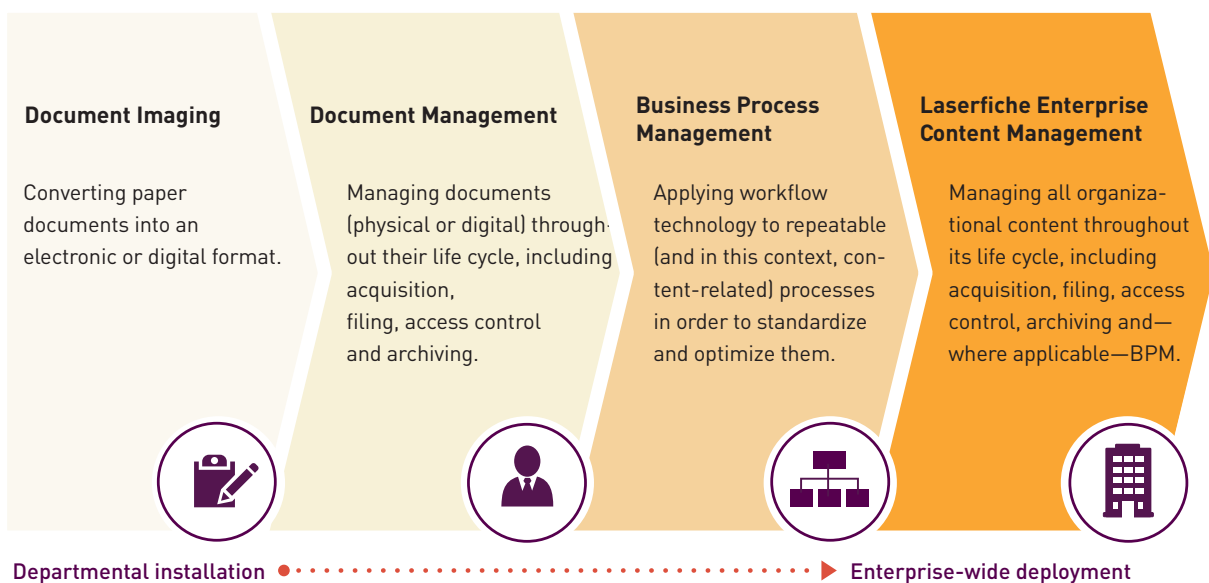 Document Imaging
Converting paper
documents into an
electronic or digital format.
Document Management
Managing documents
(physical or digital) through-
out their life cycle, including
acquisition,
filing, access control
and archiving.
Business Process
Management
Applying workflow
technology to repeatable
(and in this context, con-
tent-related) processes
in order to standardize
and optimize them.
Laserfiche Enterprise
Content Management
Managing all organiza-
tional content throughout
its life cycle, including
acquisition, filing, access
control, archiving and—
where applicable—BPM.
Departmental installation
Enterprise-wide deployment